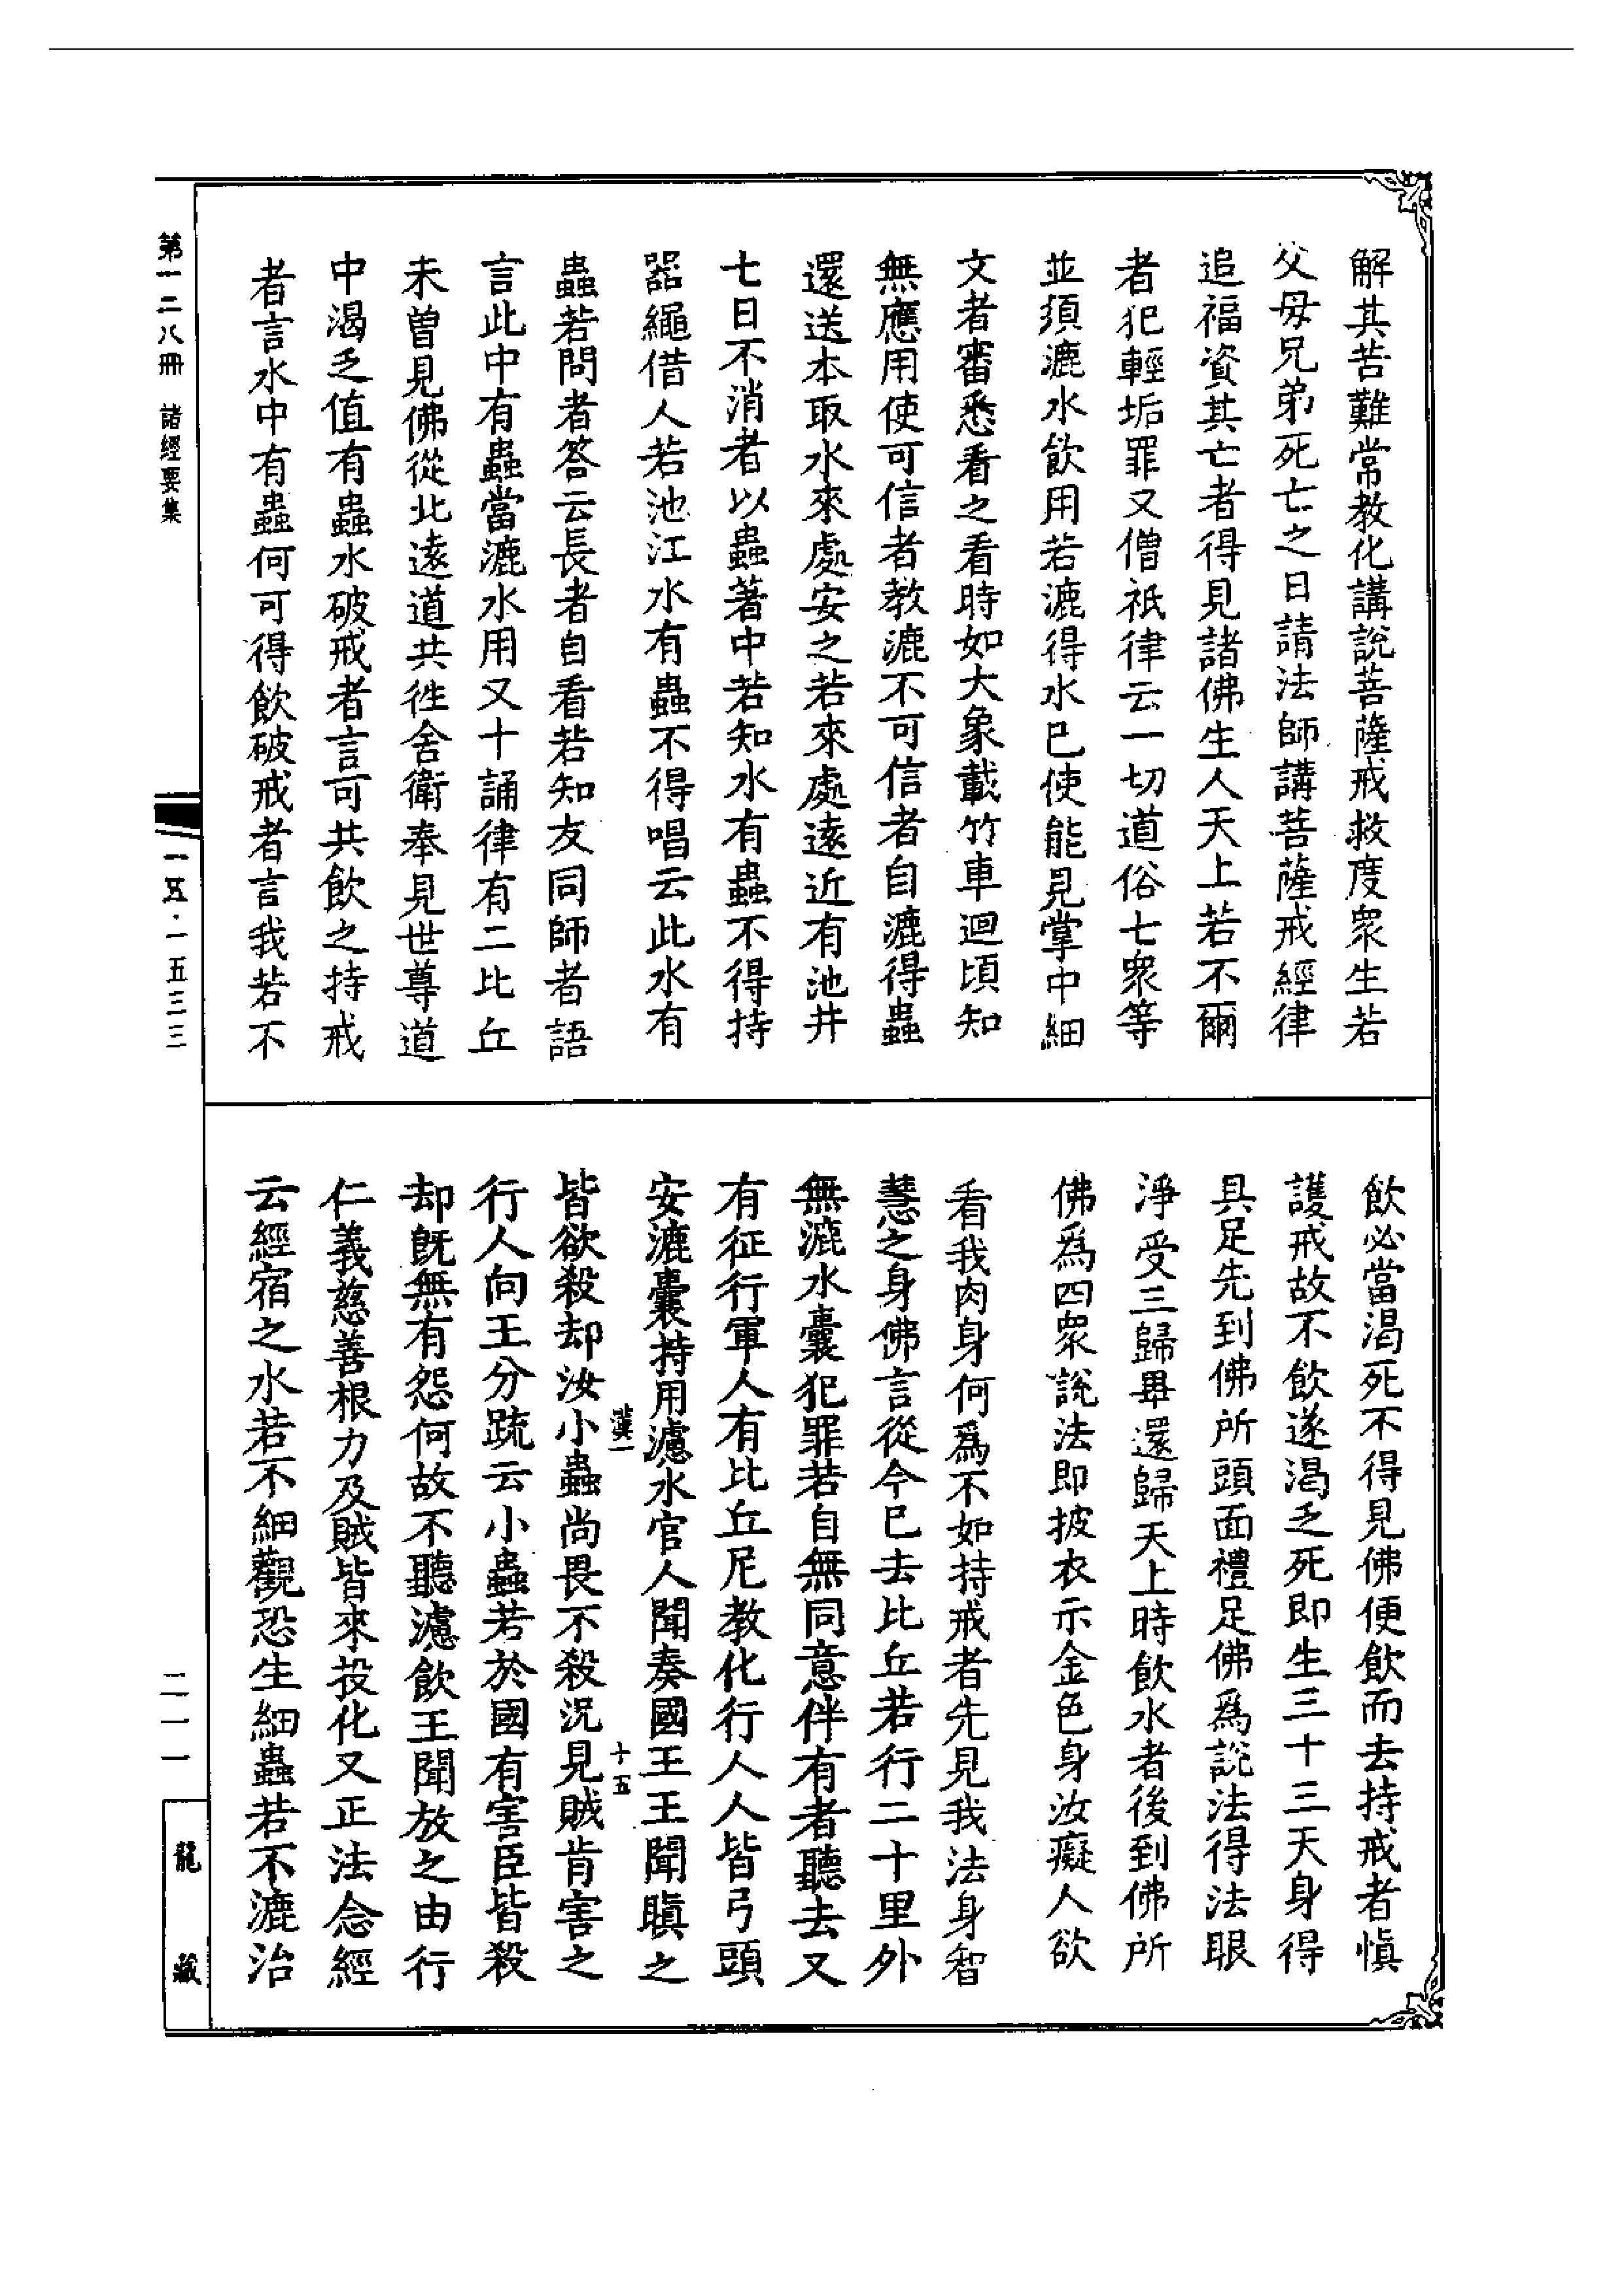 解其苦難常教化講說菩薩戒救度衆生若
父母兄弟死亡之日請法師講菩薩戒經律
追福資其亡者得見諸佛生人天上若不爾
者犯輕垢罪又僧祇律云一切道俗七衆等
並須漉水飲用若漉得水已使能見掌中細
文者審悉看之看時如大象載竹車迴頃知
無應用使可信者教漉不可信者自漉得蟲
還送本取水來處安之若來處遠近有池井
七日不消者以蟲著中若知水有蟲不得持
器繩借人若池江水有蟲不得唱云此水有
蟲若問者答云長者自看若知友同師者語
言此中有蟲當漉水用又十誦律有二比丘
未曾見佛從北遠道共徃舍衛奉見世尊道
中渴乏值有蟲水破戒者言可共飲之持戒
者言水中有蟲何可得飲破戒者言我若不
飲必當渴死不得見佛便飲而去持戒者慎
護戒故不飲遂渴乏死即生三十三天身得
具足先到佛所頭面禮足佛爲說法得法眼
淨受三歸畢還歸天上時飲水者後到佛所
佛爲四衆說法即披衣示金色身汝癡人欲
看我肉身何爲不如持戒者先見我法身智
慧之身佛言從今已去比丘若行二十里外
無漉水囊犯罪若自無同意伴有者聽去又
有征行軍人有比丘尼教化行人人皆弓頭
安漉囊持用濾水官人聞奏國王王聞瞋之
皆欲殺却汝小蟲尚畏不殺況見賊肯害之
行人向王分疏云小蟲若於國有害臣皆殺
却旣無有怨何故不聽濾飲王聞放之由行
仁義慈善根力及賊皆來投化又正法念經
云經宿之水若不細觀恐生細蟲若不漉治
十五
第一二八冊 諸經要集
一五·一五三三
二一一
龍藏